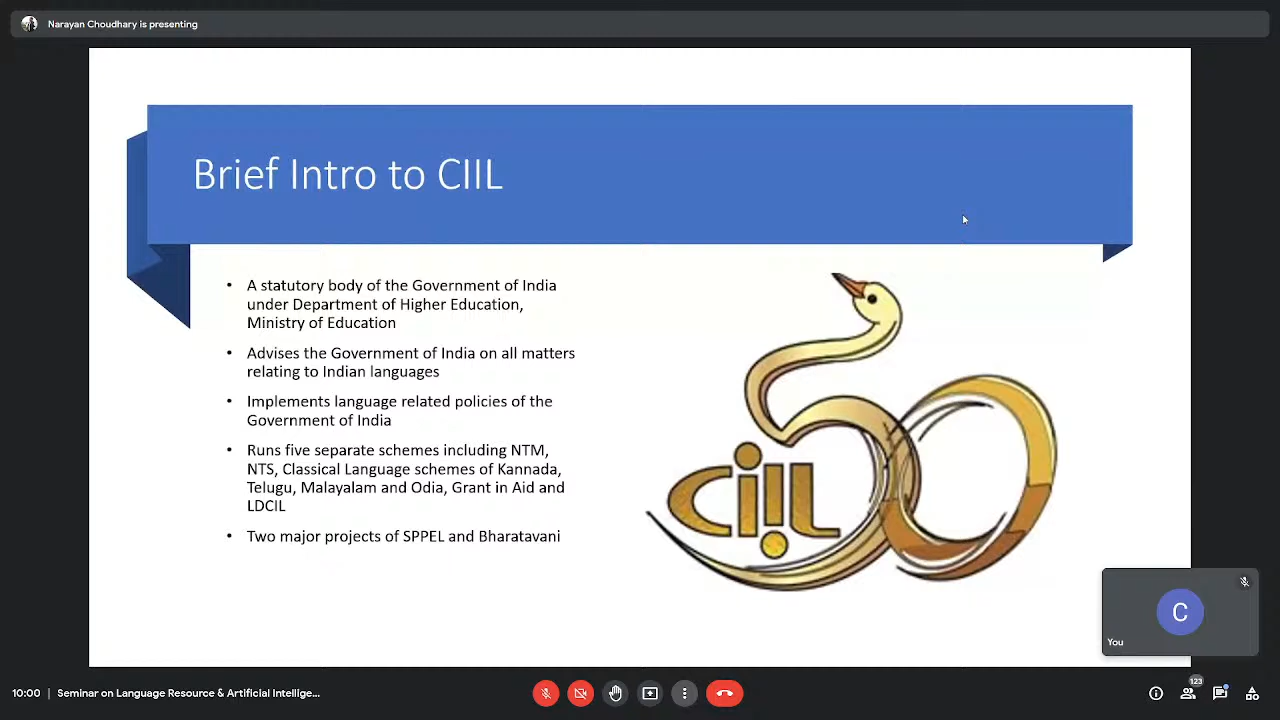 Narayan Choudhary is presenting
Brief Intro to CIIL
• A statutory body of the Government of India
under Department of Higher Education,
Ministry of Education
• Advises the Government of India on all matters
relating to Indian languages
• Implements language related policies of the
Government of India
• Runs five separate schemes including NTM,
NTS, Classical Language schemes of Kannada,
Telugu, Malayalam and Odia, Grant in Aid and
LDCIL
• Two major projects of SPPEL and Bharatavani
CIIL
50
C
You
10:00 | Seminar on Language Resource & Artificial Intellige...
123